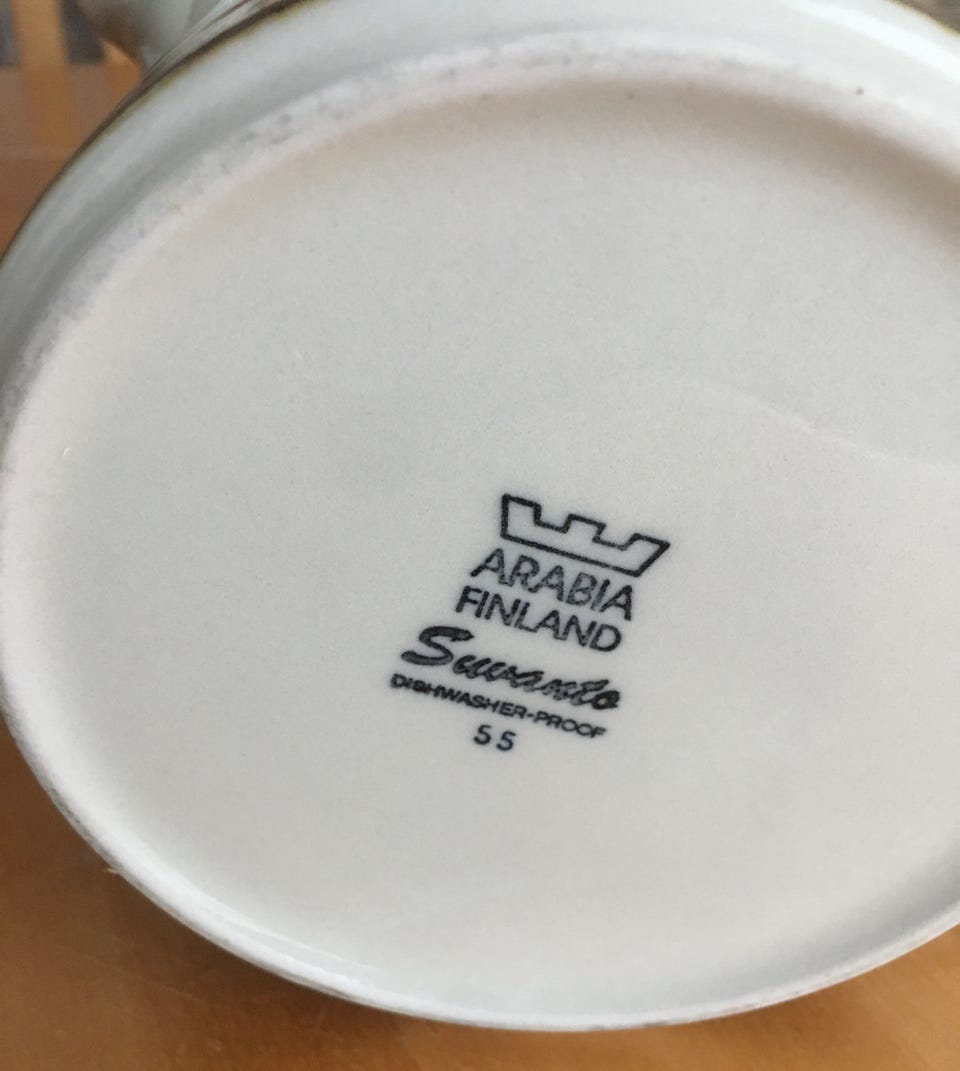 ARABIA
FINLAND
Suvanto
DISHWASHER-PROOF
55